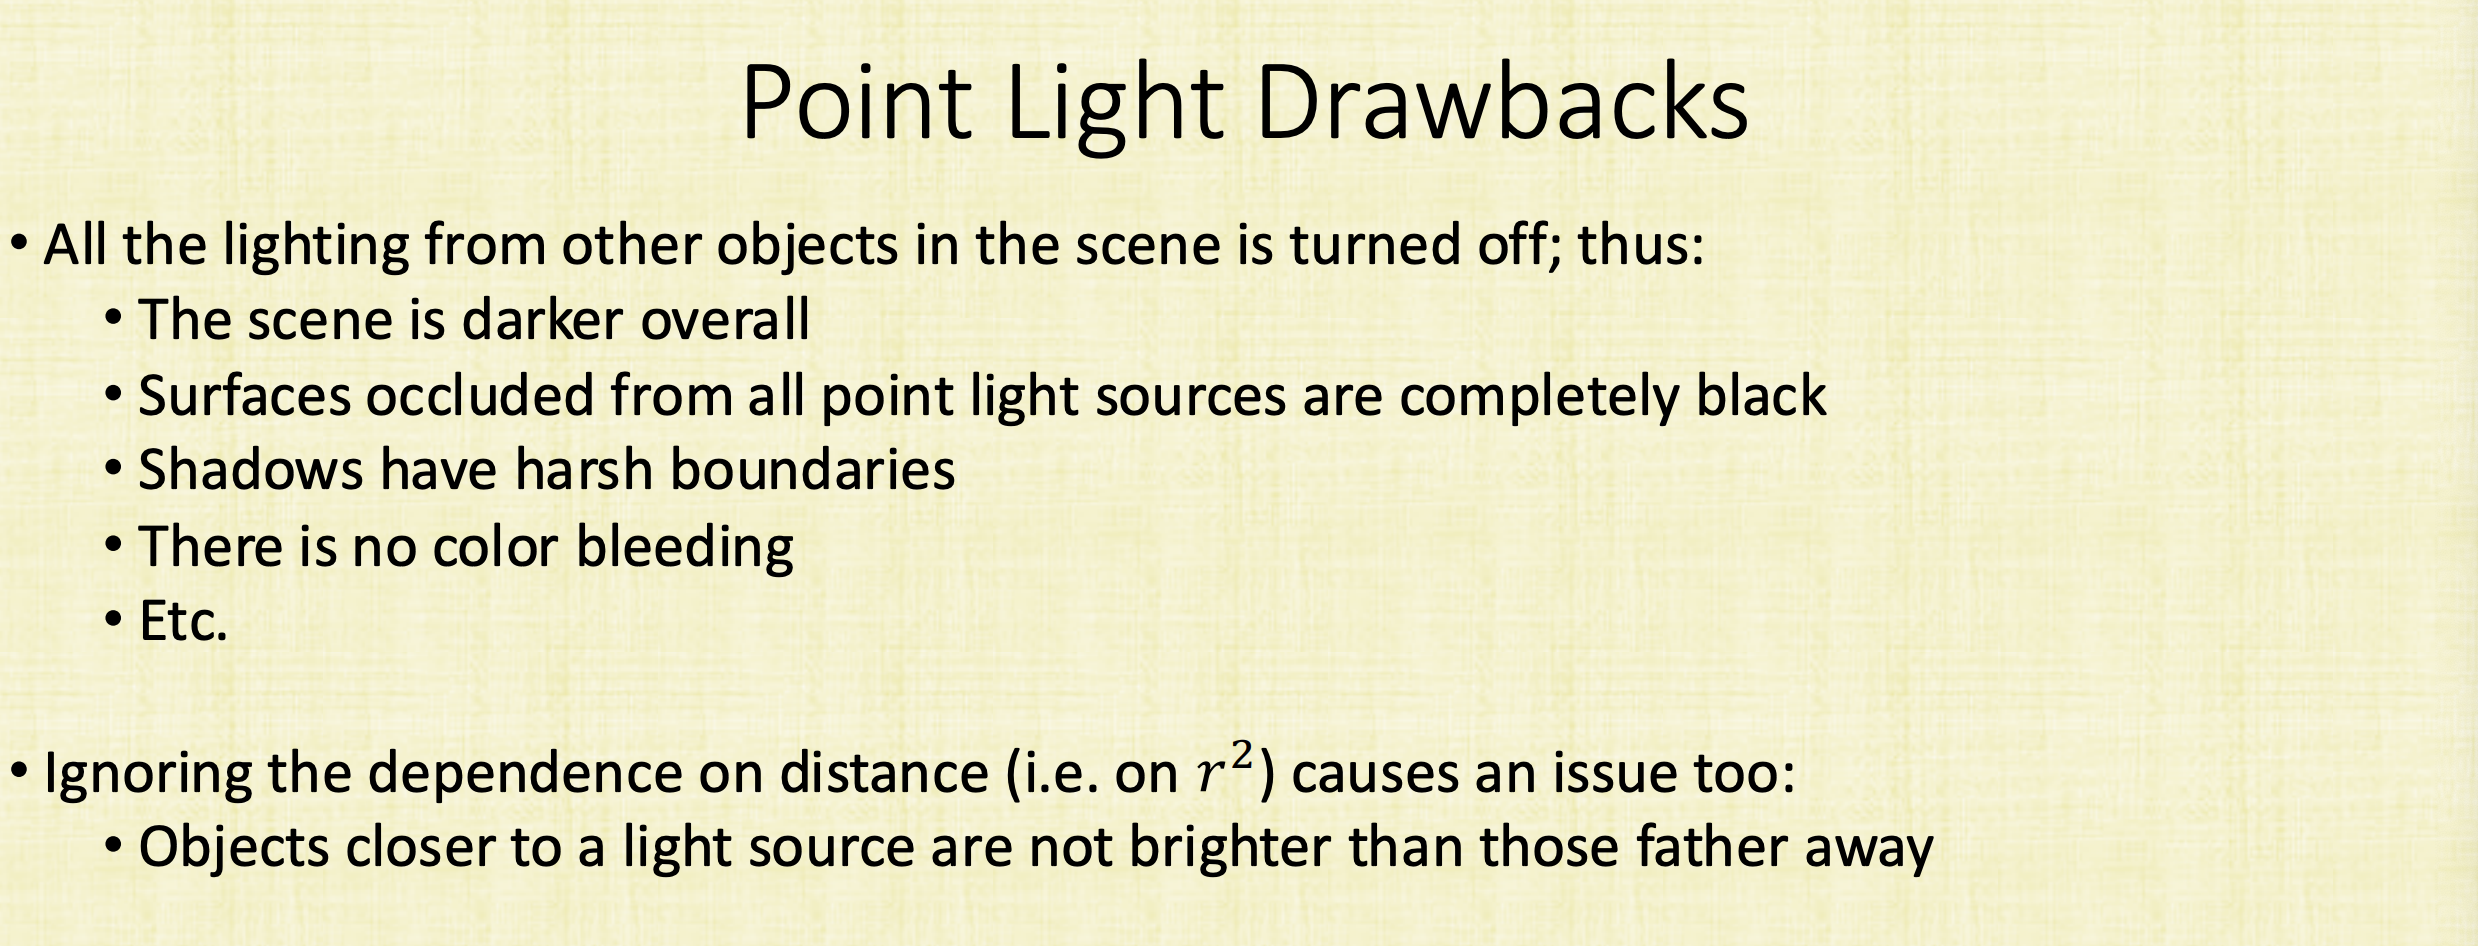 Point Light Drawbacks
• All the lighting from other objects in the scene is turned off; thus:
• The scene is darker overall
• Surfaces occluded from all point light sources are completely black
• Shadows have harsh boundaries
• There is no color bleeding
• Etc.
• Ignoring the dependence on distance (i.e. on r²) causes an issue too:
• Objects closer to a light source are not brighter than those father away